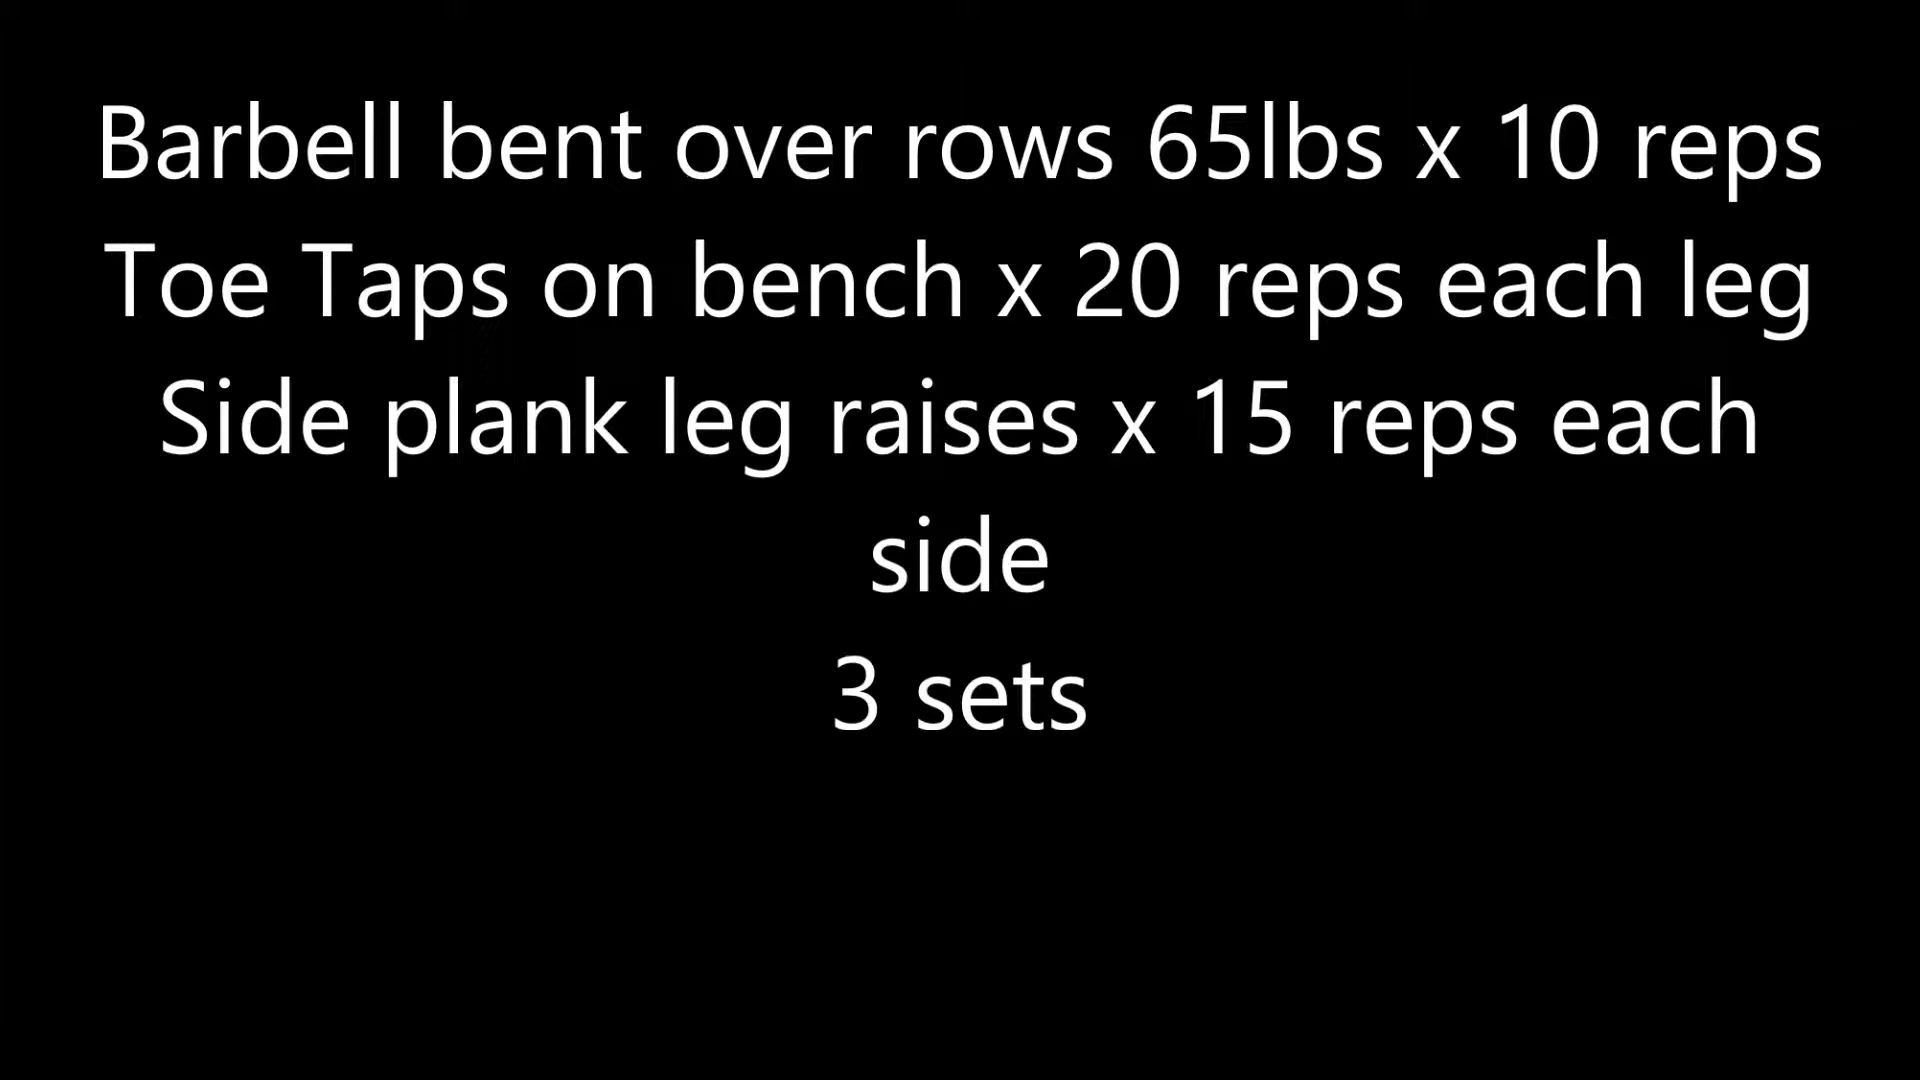 Barbell bent over rows 65lbs x 10 reps
Toe Taps on bench x 20 reps each leg
Side plank leg raises x 15 reps each
side
3 sets